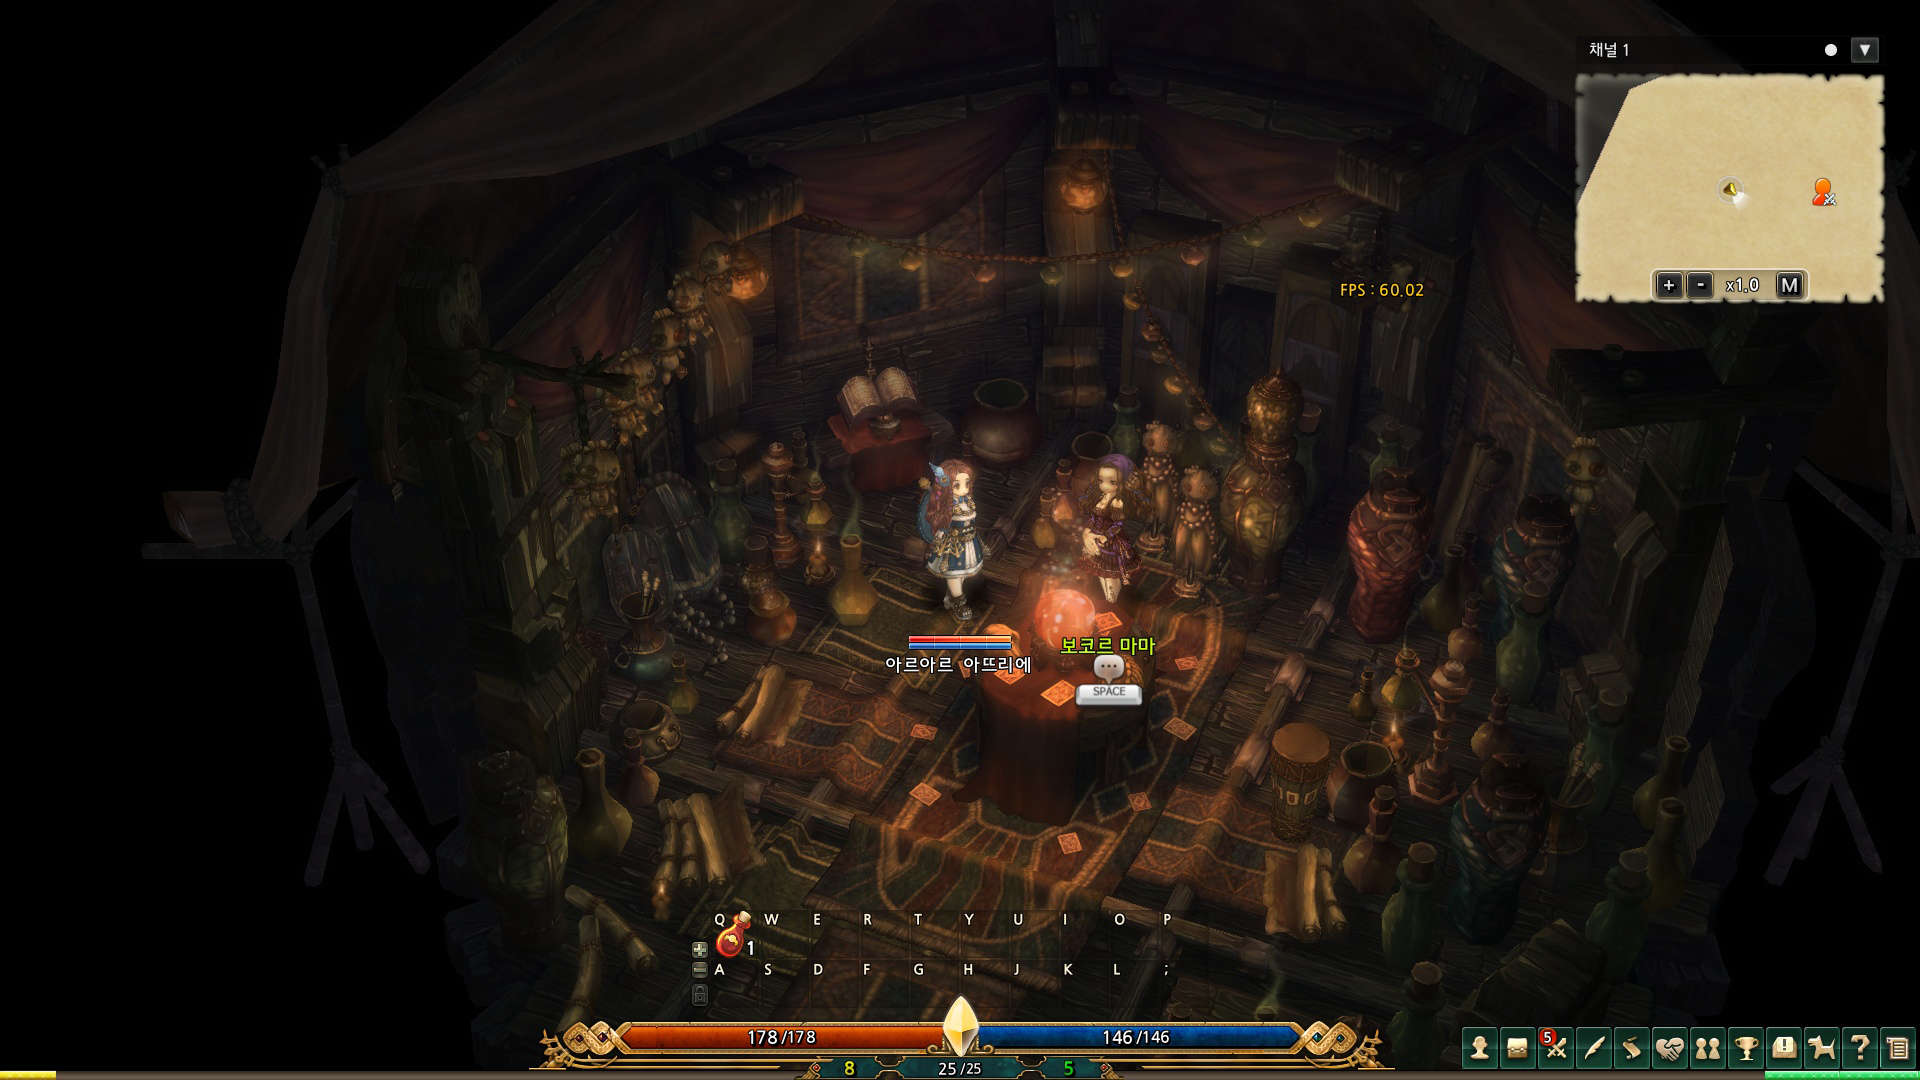 채널 1
FPS : 60.02
+ - x1.0 M
보코르 마마
아르아르 아뜨리에
SPACE
Q W E R T Y U I O P
1
A S D F G H J K L ;
178/178 146/146
8 25/25 5
5
?